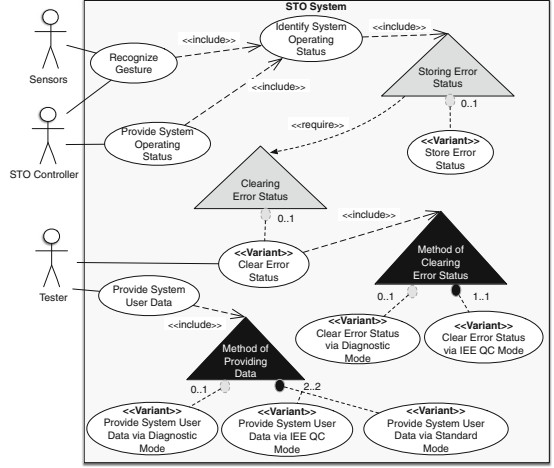 STO System
Sensors
Recognize
Gesture
<<include>>
Identify System
Operating
Status
<<include>>
Storing Error
Status
0..1
<<include>>
STO Controller
Provide System
Operating
Status
<<require>>
<<Variant>>
Store Error
Status
Clearing
Error Status
0..1
<<include>>
Tester
<<Variant>>
Clear Error
Status
Method of
Clearing
Error Status
0..1
1..1
Provide System
User Data
<<include>>
<<Variant>>
Clear Error Status
via Diagnostic
Mode
<<Variant>>
Clear Error Status
via IEE QC Mode
Method of
Providing
Data
0..1
2..2
<<Variant>>
Provide System User
Data via Diagnostic
Mode
<<Variant>>
Provide System User
Data via IEE QC
Mode
<<Variant>>
Provide System User
Data via Standard
Mode